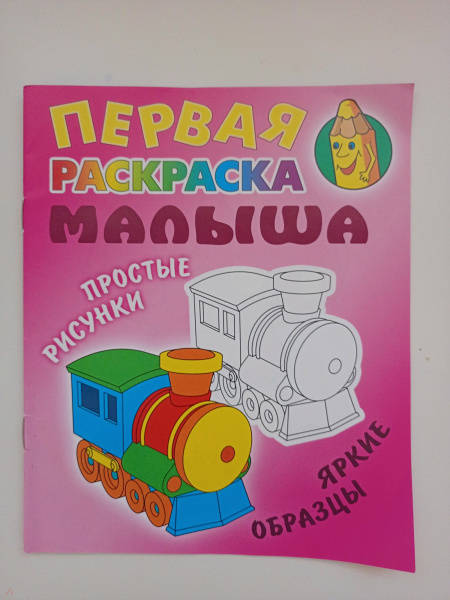 ПЕРВАЯ
РАСКРАСКА
МАЛЫША
ПРОСТЫЕ
РИСУНКИ
ЯРКИЕ
ОБРАЗЦЫ